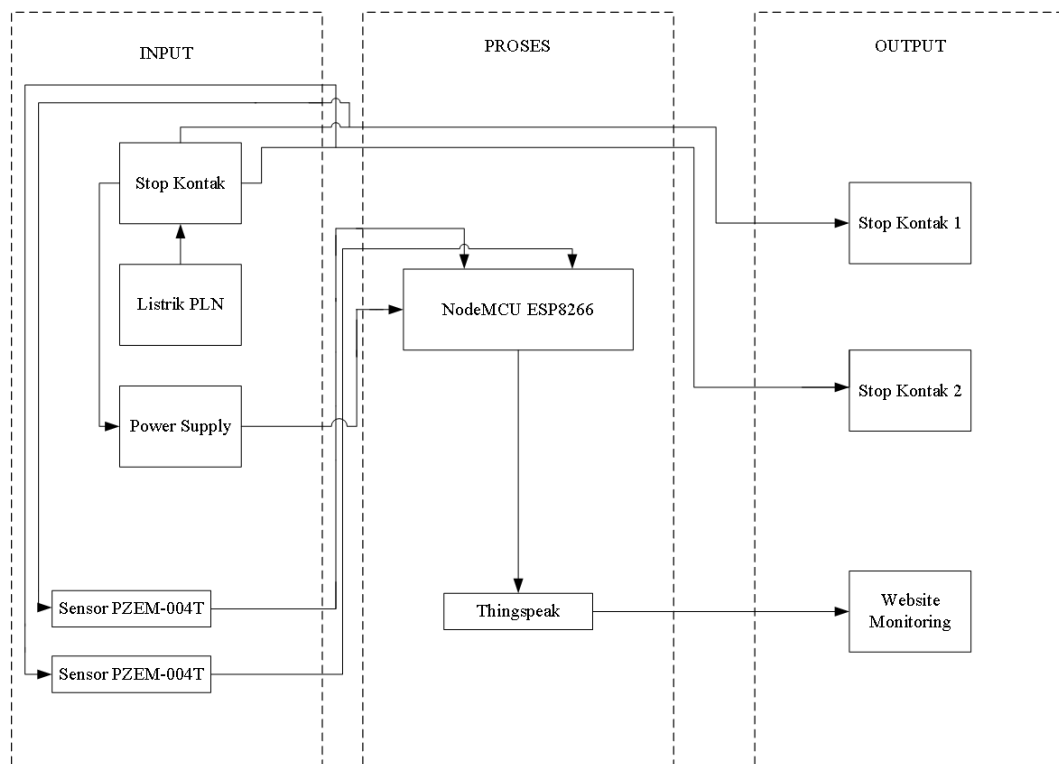 INPUT
PROSES
OUTPUT
Stop Kontak
Listrik PLN
Power Supply
Sensor PZEM-004T
Sensor PZEM-004T
NodeMCU ESP8266
Thingspeak
Stop Kontak 1
Stop Kontak 2
Website
Monitoring